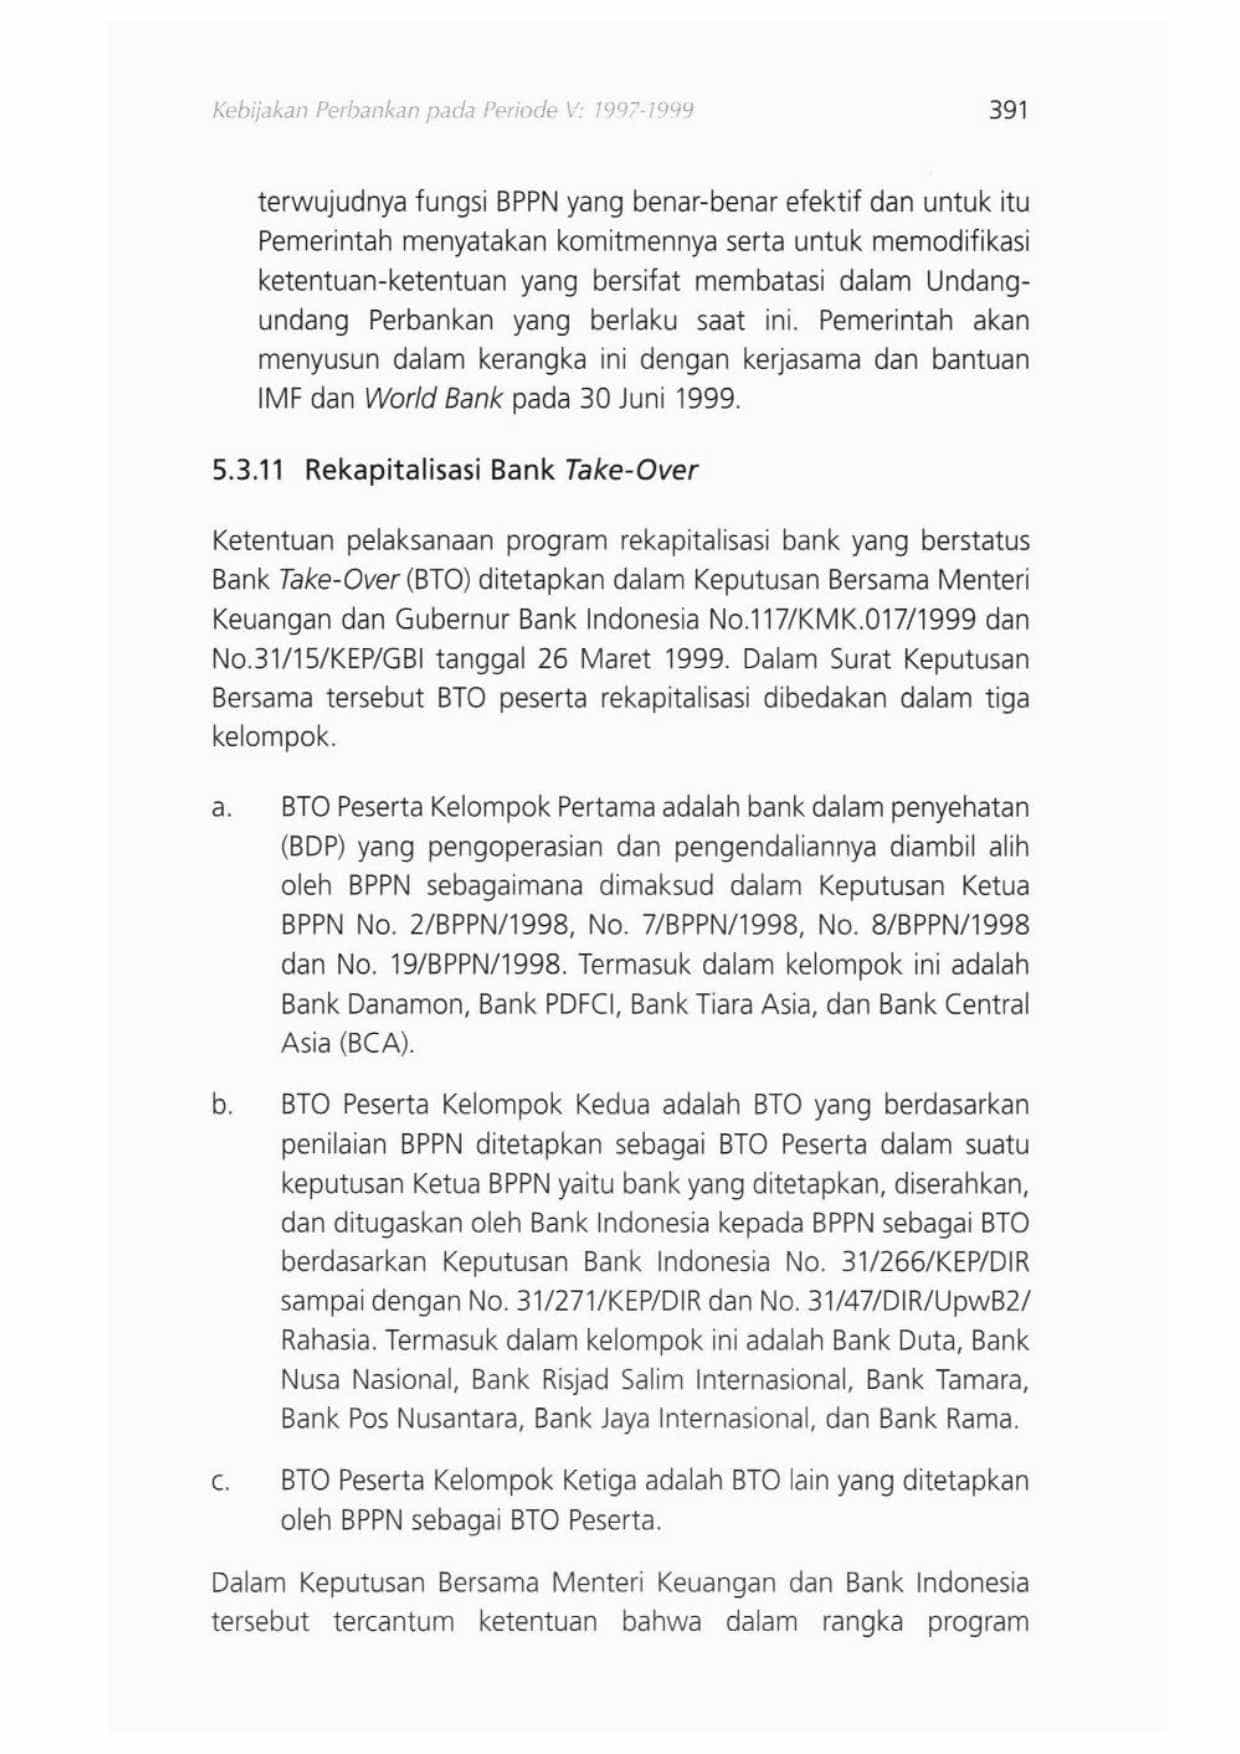 Kebijakan Perbankan pada Periode V: 1997-1999 391
terwujudnya fungsi BPPN yang benar-benar efektif dan untuk itu
Pemerintah menyatakan komitmennya serta untuk memodifikasi
ketentuan-ketentuan yang bersifat membatasi dalam Undang-
undang Perbankan yang berlaku saat ini. Pemerintah akan
menyusun dalam kerangka ini dengan kerjasama dan bantuan
IMF dan World Bank pada 30 Juni 1999.
5.3.11 Rekapitalisasi Bank Take-Over
Ketentuan pelaksanaan program rekapitalisasi bank yang berstatus
Bank Take-Over (BTO) ditetapkan dalam Keputusan Bersama Menteri
Keuangan dan Gubernur Bank Indonesia No.117/KMK.017/1999 dan
No.31/15/KEP/GBI tanggal 26 Maret 1999. Dalam Surat Keputusan
Bersama tersebut BTO peserta rekapitalisasi dibedakan dalam tiga
kelompok.
a. BTO Peserta Kelompok Pertama adalah bank dalam penyehatan
(BDP) yang pengoperasian dan pengendaliannya diambil alih
oleh BPPN sebagaimana dimaksud dalam Keputusan Ketua
BPPN No. 2/BPPN/1998, No. 7/BPPN/1998, No. 8/BPPN/1998
dan No. 19/BPPN/1998. Termasuk dalam kelompok ini adalah
Bank Danamon, Bank PDFCI, Bank Tiara Asia, dan Bank Central
Asia (BCA).
b. BTO Peserta Kelompok Kedua adalah BTO yang berdasarkan
penilaian BPPN ditetapkan sebagai BTO Peserta dalam suatu
keputusan Ketua BPPN yaitu bank yang ditetapkan, diserahkan,
dan ditugaskan oleh Bank Indonesia kepada BPPN sebagai BTO
berdasarkan Keputusan Bank Indonesia No. 31/266/KEP/DIR
sampai dengan No. 31/271/KEP/DIR dan No. 31/47/DIR/UpwB2/
Rahasia. Termasuk dalam kelompok ini adalah Bank Duta, Bank
Nusa Nasional, Bank Risjad Salim Internasional, Bank Tamara,
Bank Pos Nusantara, Bank Jaya Internasional, dan Bank Rama.
c. BTO Peserta Kelompok Ketiga adalah BTO lain yang ditetapkan
oleh BPPN sebagai BTO Peserta.
Dalam Keputusan Bersama Menteri Keuangan dan Bank Indonesia
tersebut tercantum ketentuan bahwa dalam rangka program